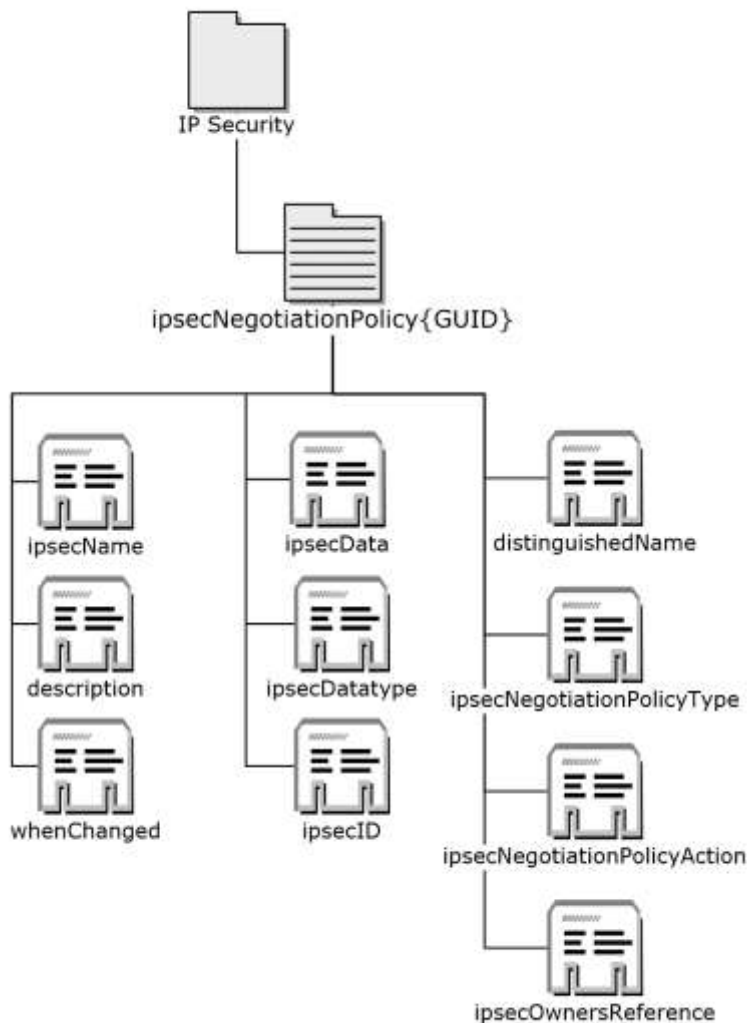 IP Security
ipsecNegotiationPolicy{GUID}
ipsecName
ipsecData
distinguishedName
description
ipsecDatatype
ipsecNegotiationPolicyType
whenChanged
ipsecID
ipsecNegotiationPolicyAction
ipsecOwnersReference